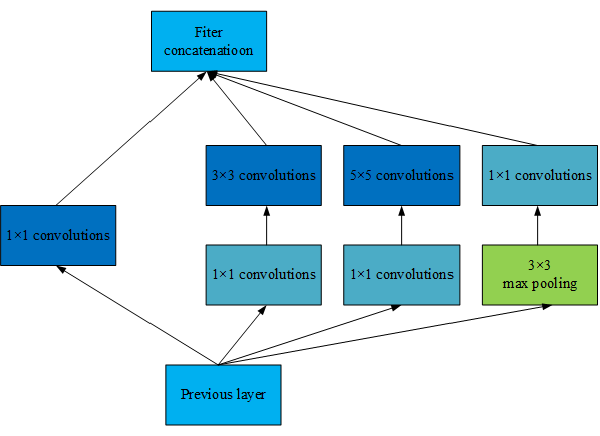 Fiter
concatenatioon
3×3 convolutions
5×5 convolutions
1×1 convolutions
1×1 convolutions
1×1 convolutions
1×1 convolutions
3×3
max pooling
Previous layer